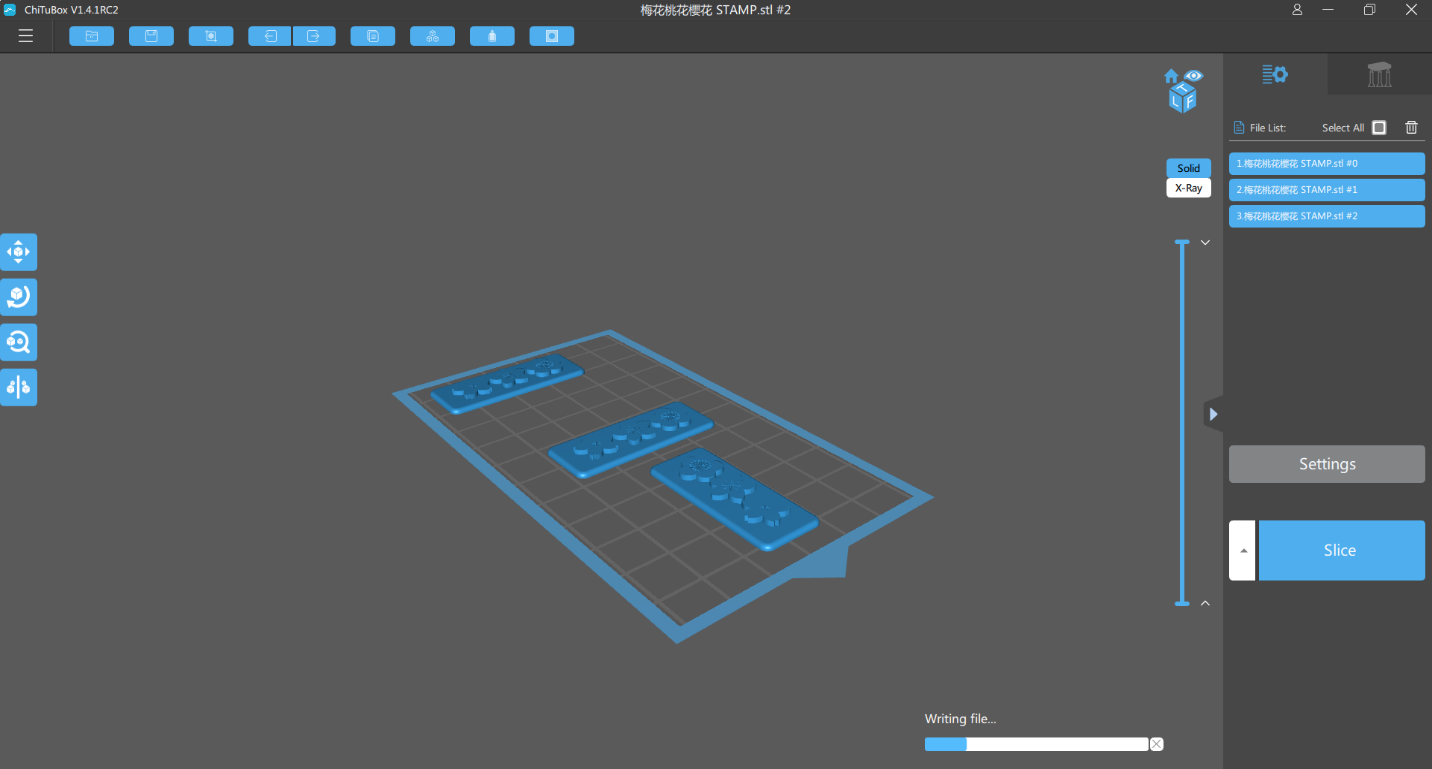 ChiTuBox V1.4.1RC2
梅花桃花樱花 STAMP.stl #2
T
L F
File List:
Select All
Solid
X-Ray
1.梅花桃花樱花 STAMP.stl #0
2.梅花桃花樱花 STAMP.stl #1
3.梅花桃花樱花 STAMP.stl #2
Settings
Slice
Writing file...